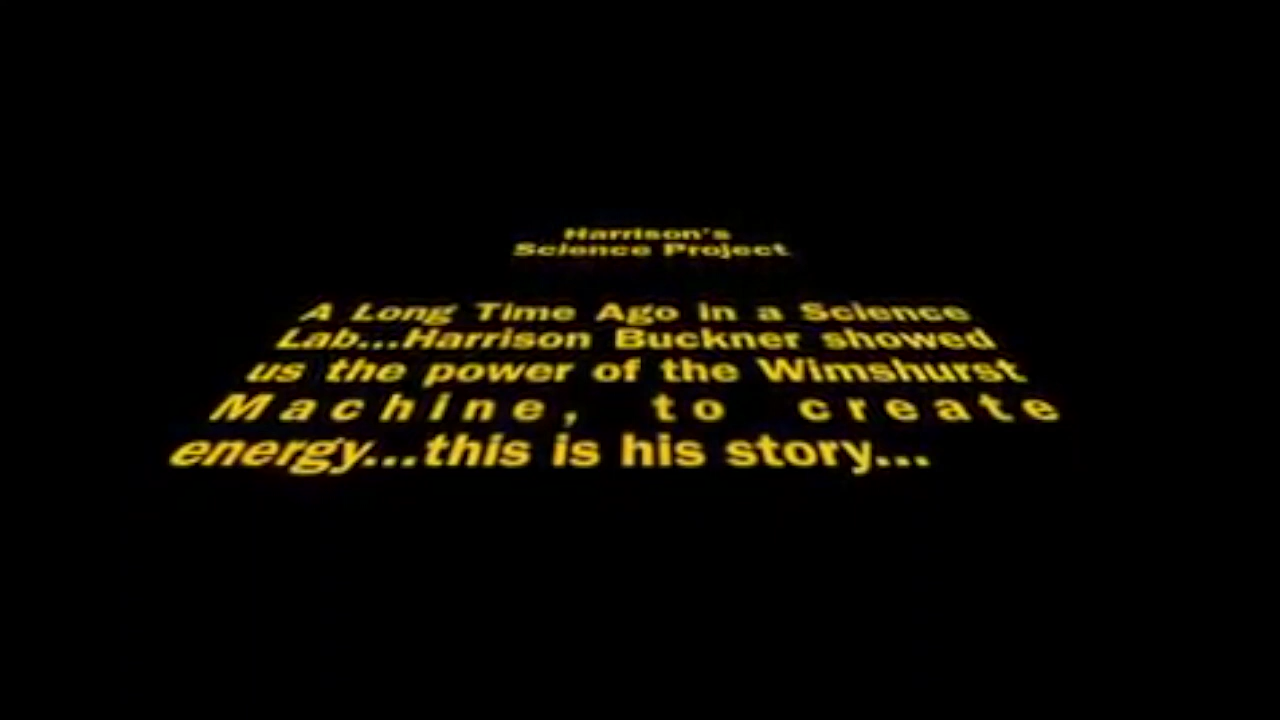 Harrison's
Science Project
A Long Time Ago in a Science
Lab...Harrison Buckner showed
us the power of the Wimshurst
Machine, to create
energy...this is his story...